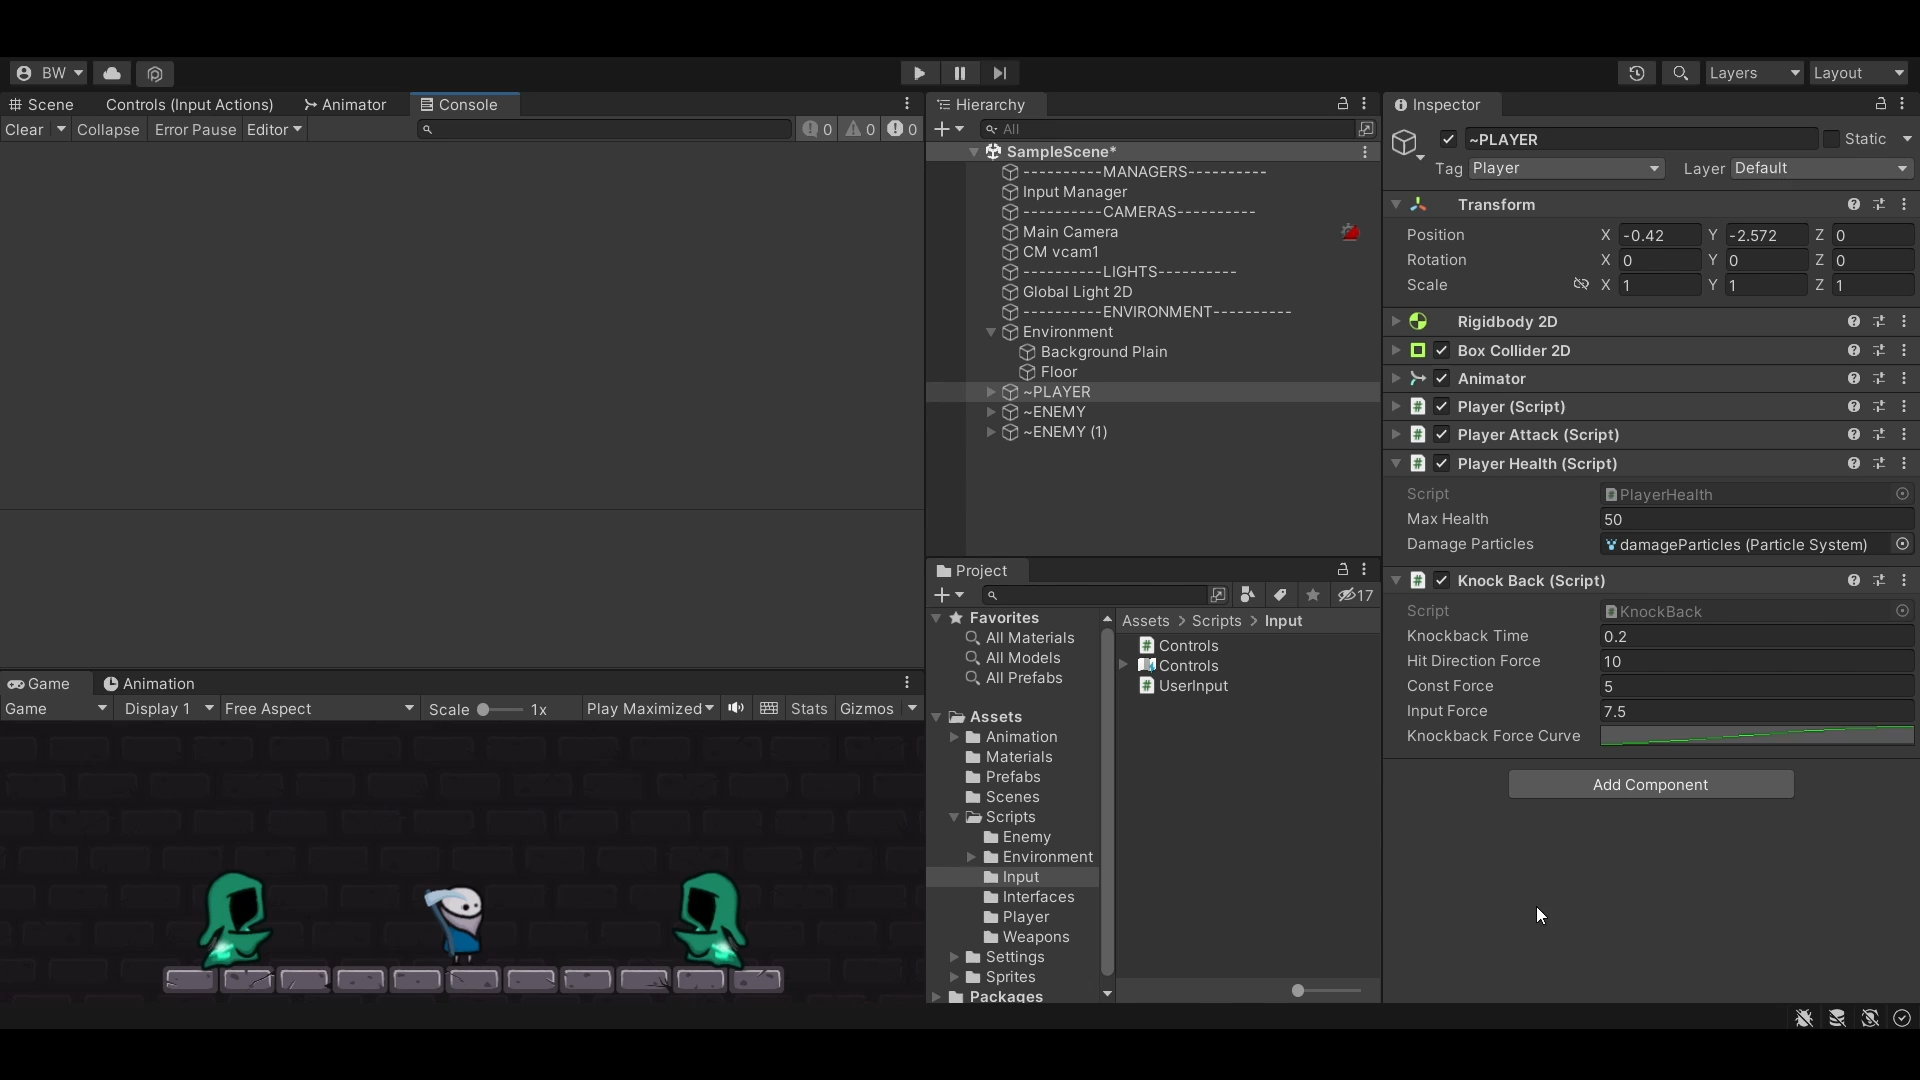 BW
Layers
Layout
Scene
Controls (Input Actions)
Animator
Console
Clear
Collapse
Error Pause
Editor
0
0
0
Hierarchy
All
SampleScene*
----------MANAGERS----------
Input Manager
----------CAMERAS----------
Main Camera
CM vcam1
----------LIGHTS----------
Global Light 2D
----------ENVIRONMENT----------
Environment
Background Plain
Floor
~PLAYER
~ENEMY
~ENEMY (1)
Inspector
~PLAYER
Static
Tag Player
Layer Default
Transform
Position X -0.42 Y -2.572 Z 0
Rotation X 0 Y 0 Z 0
Scale X 1 Y 1 Z 1
Rigidbody 2D
Box Collider 2D
Animator
Player (Script)
Player Attack (Script)
Player Health (Script)
Script PlayerHealth
Max Health 50
Damage Particles damageParticles (Particle System)
Knock Back (Script)
Script KnockBack
Knockback Time 0.2
Hit Direction Force 10
Const Force 5
Input Force 7.5
Knockback Force Curve
Add Component
Project
17
Favorites
All Materials
All Models
All Prefabs
Assets
Animation
Materials
Prefabs
Scenes
Scripts
Enemy
Environment
Input
Interfaces
Player
Weapons
Settings
Sprites
Packages
Assets > Scripts > Input
Controls
Controls
UserInput
Game
Animation
Game
Display 1
Free Aspect
Scale 1x
Play Maximized
Stats
Gizmos